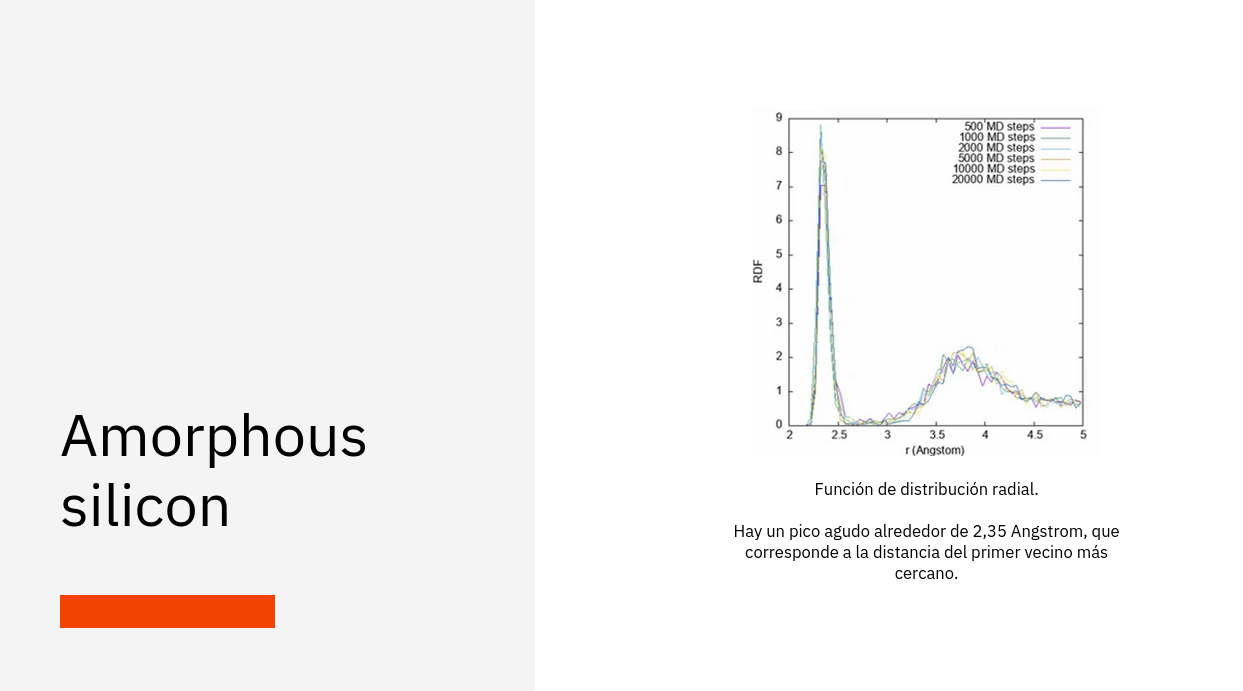 Amorphous
silicon
9
8
7
6
5
4
3
2
1
0
RDF
500 MD steps
1000 MD steps
2000 MD steps
5000 MD steps
10000 MD steps
20000 MD steps
2 2.5 3 3.5 4 4.5 5
r (Angstom)
Función de distribución radial.
Hay un pico agudo alrededor de 2,35 Angstrom, que
corresponde a la distancia del primer vecino más
cercano.